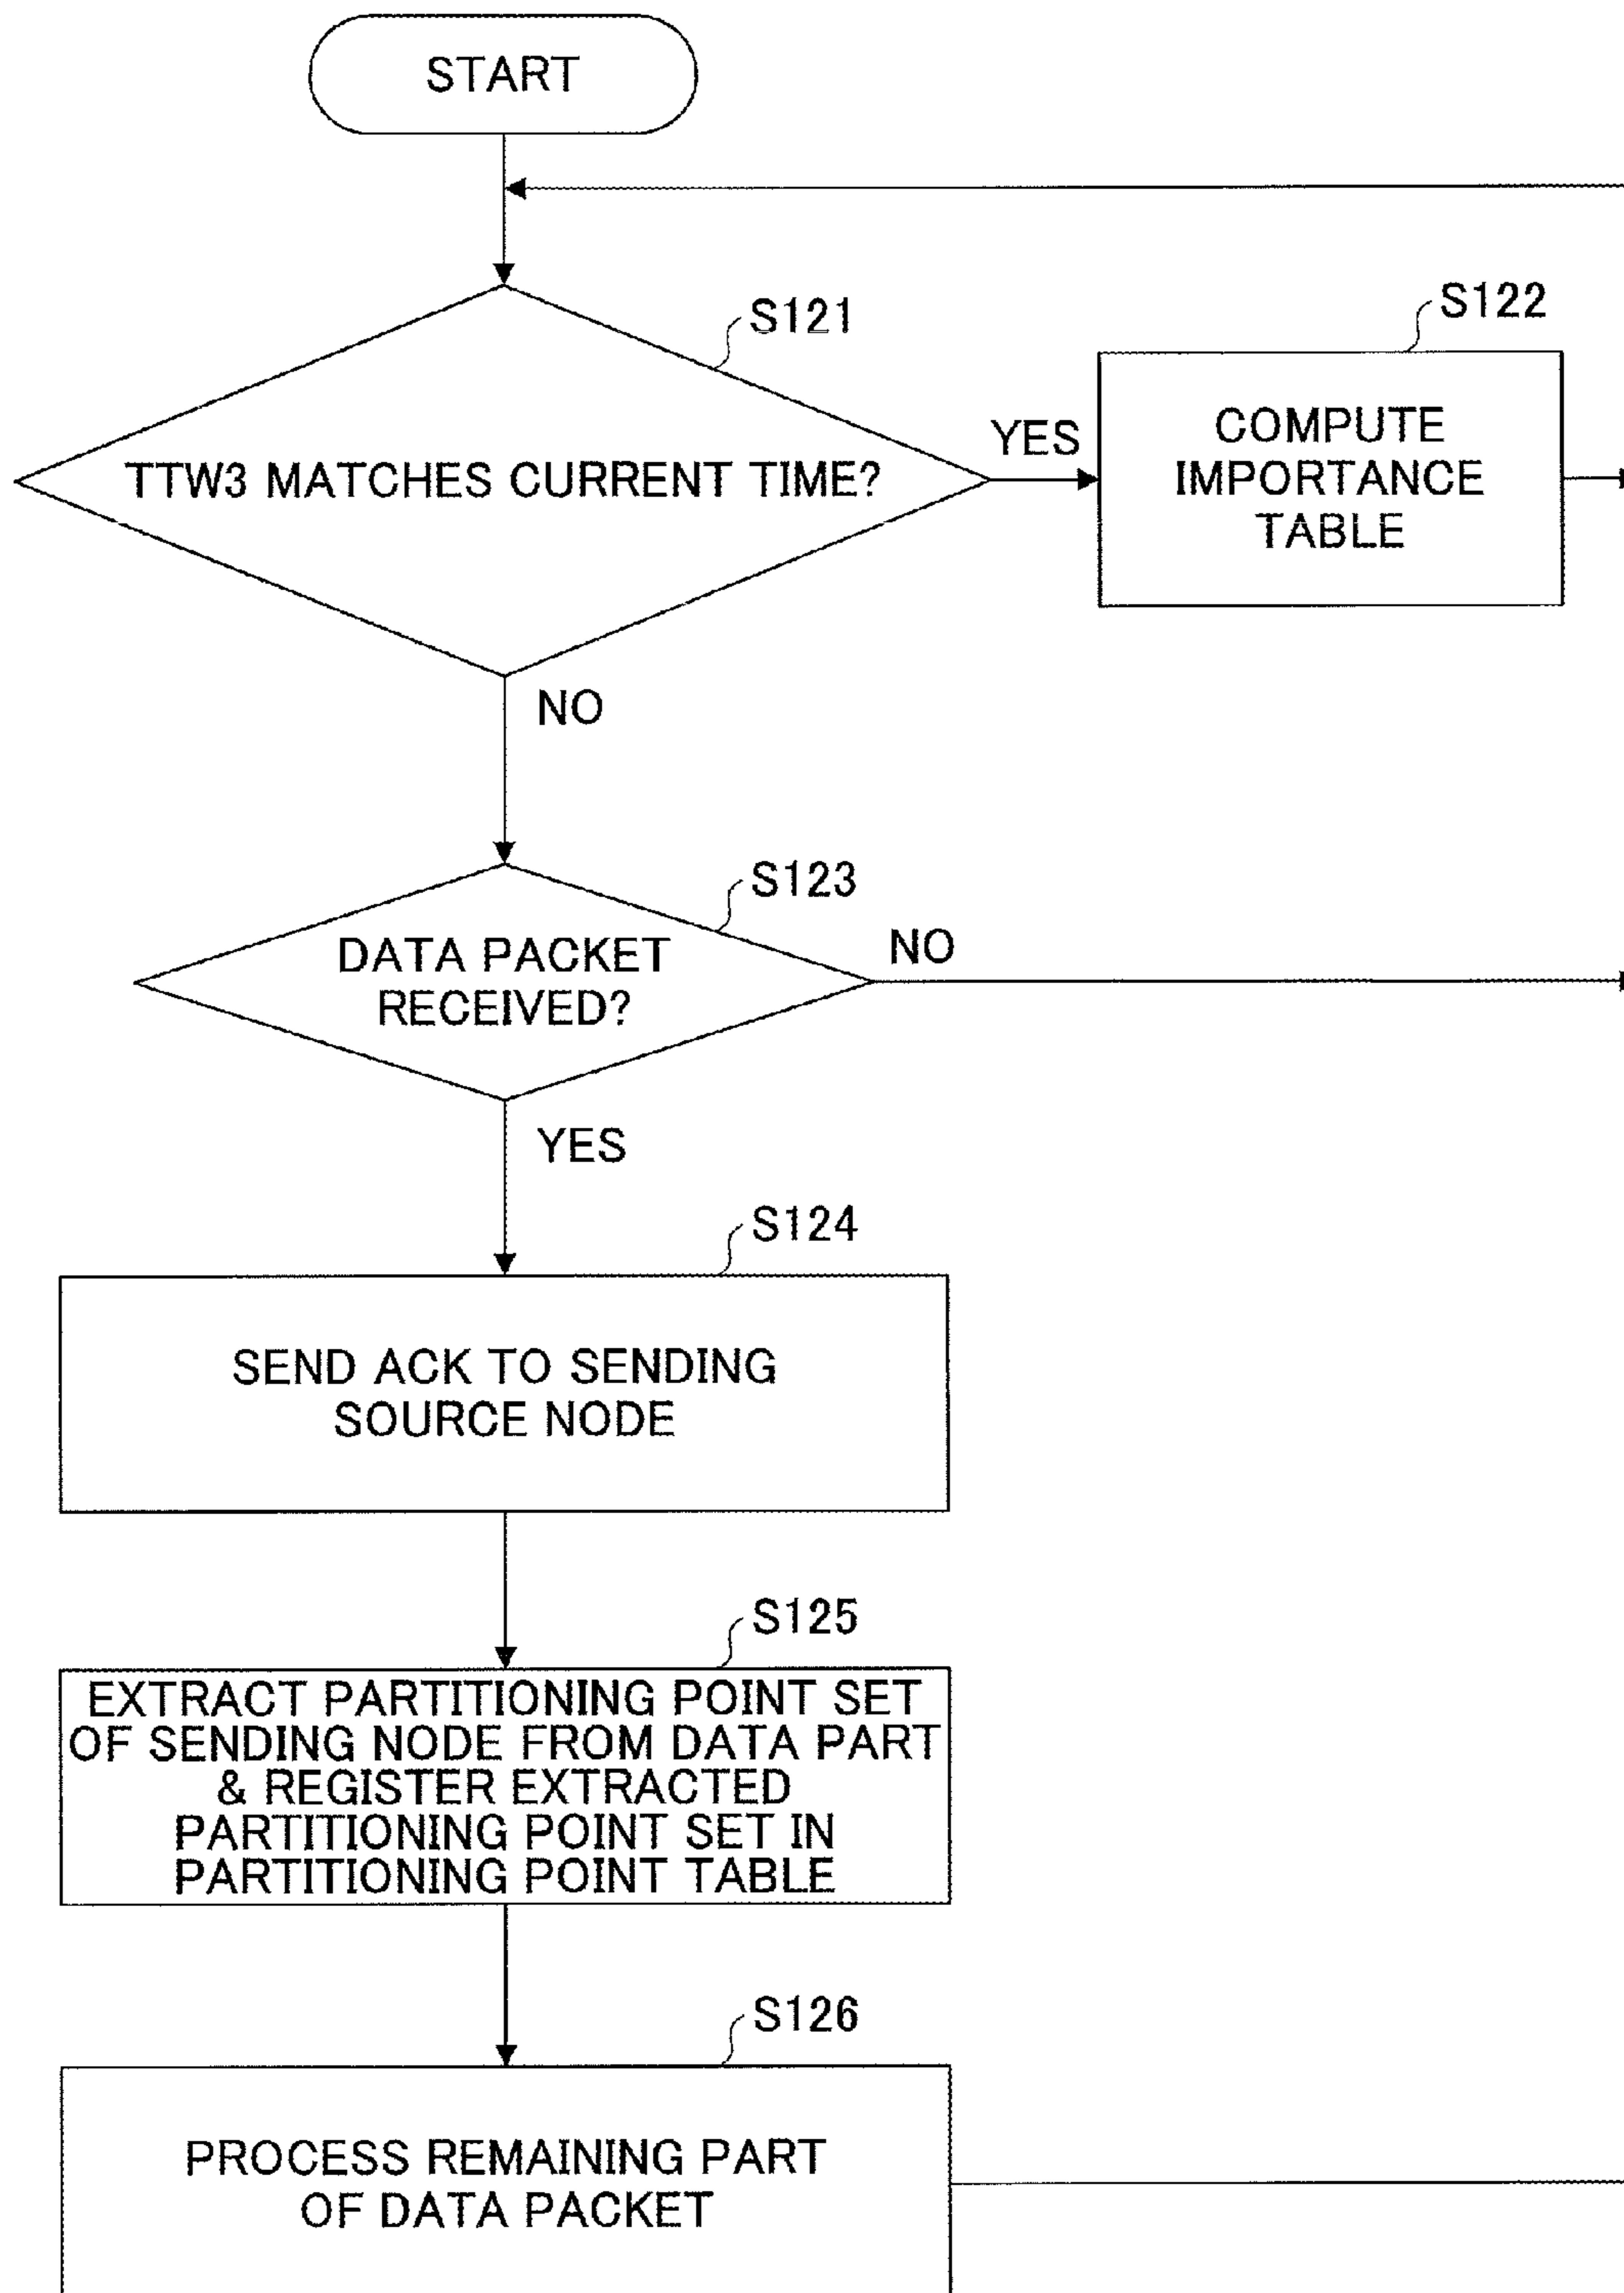 START
S121
TTW3 MATCHES CURRENT TIME?
YES
S122
COMPUTE
IMPORTANCE
TABLE
NO
S123
DATA PACKET
RECEIVED?
NO
YES
S124
SEND ACK TO SENDING
SOURCE NODE
S125
EXTRACT PARTITIONING POINT SET
OF SENDING NODE FROM DATA PART
& REGISTER EXTRACTED
PARTITIONING POINT SET IN
PARTITIONING POINT TABLE
S126
PROCESS REMAINING PART
OF DATA PACKET